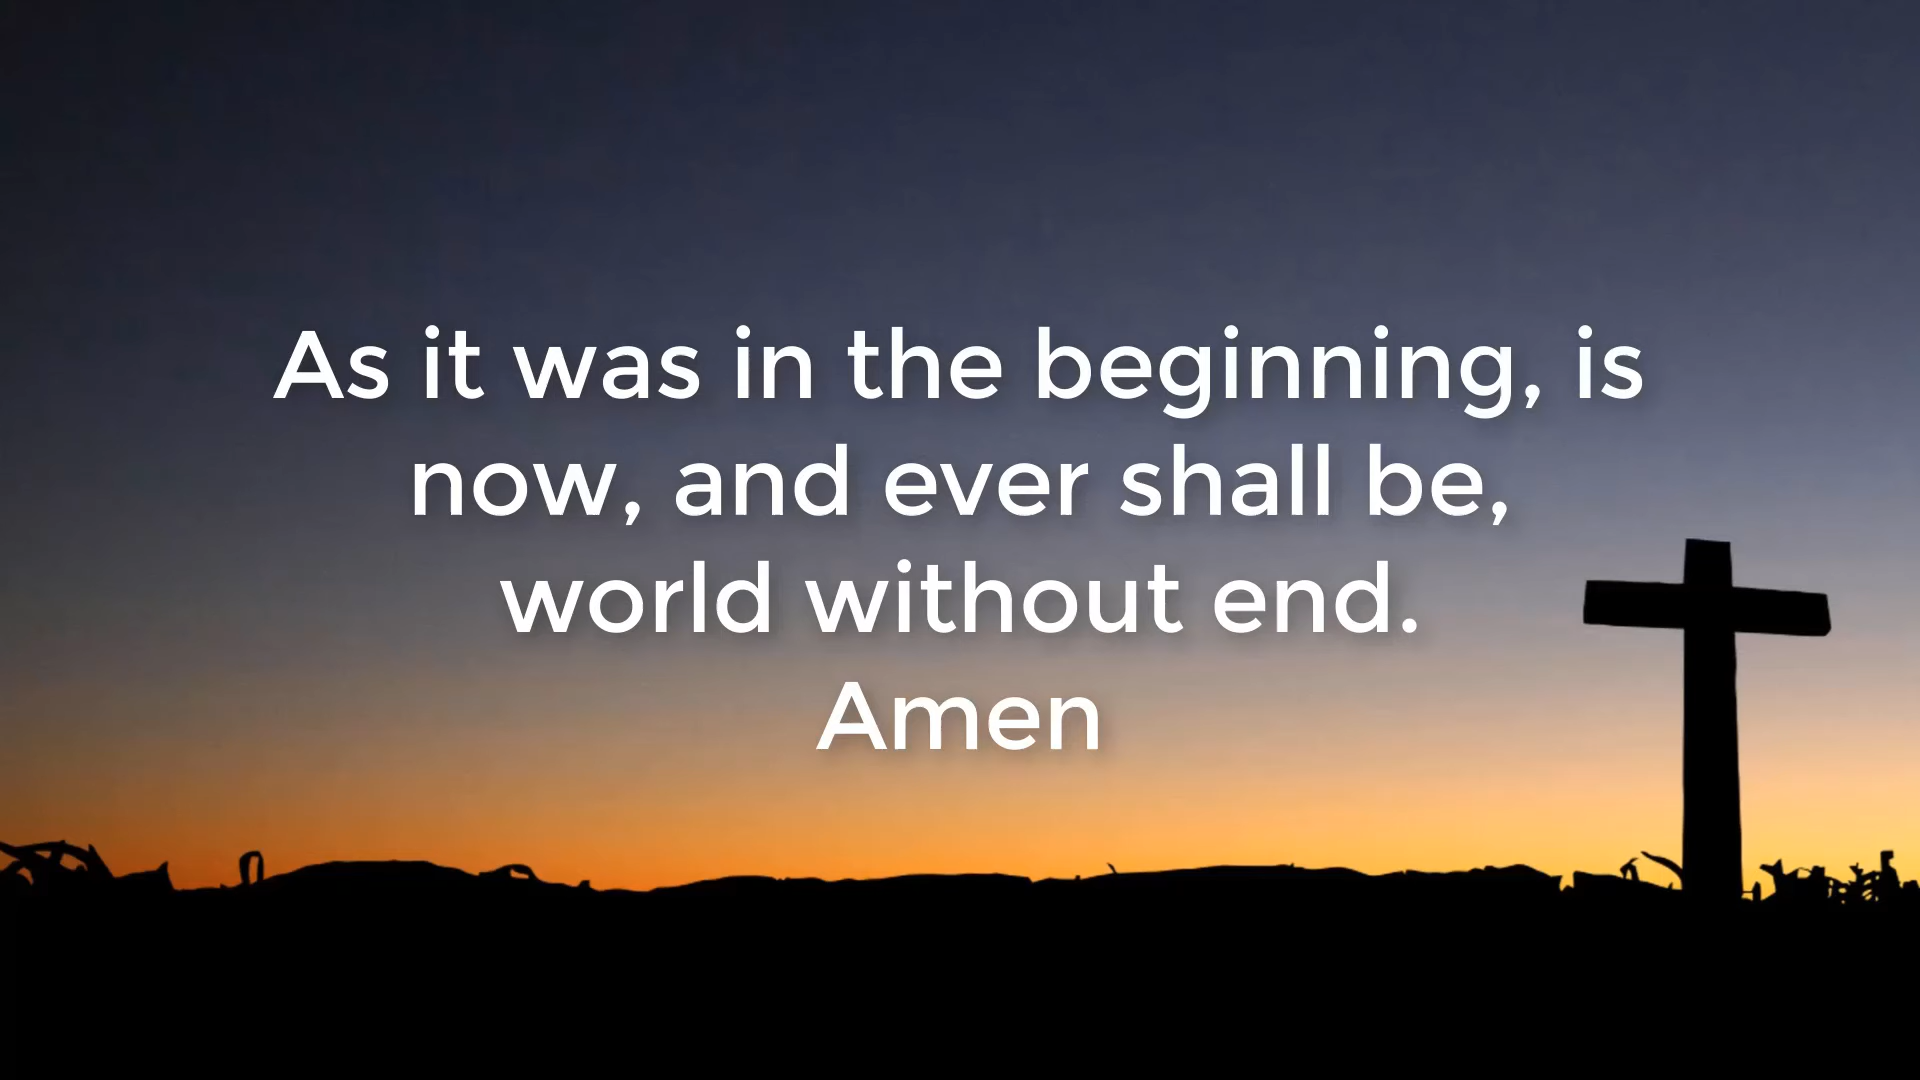 As it was in the beginning, is
now, and ever shall be,
world without end.
Amen